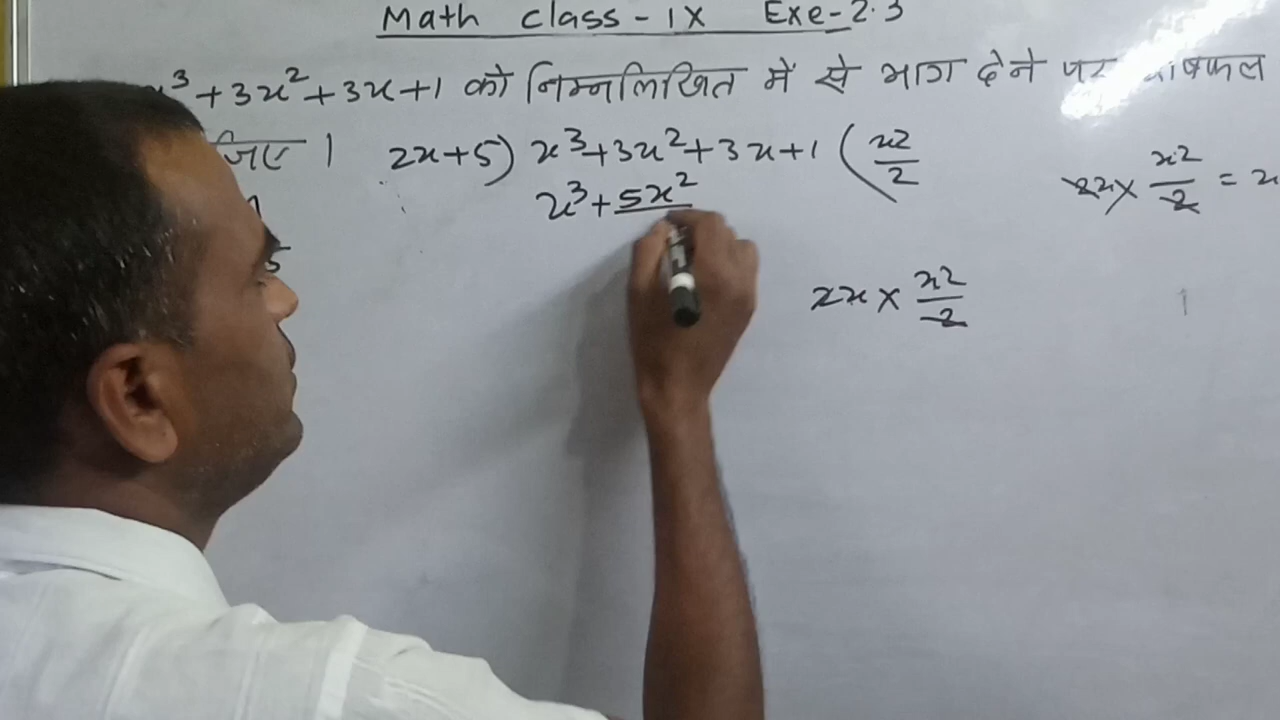 Math class - IX Exe-2.3
x³+3x²+3x+1 को निम्नलिखित में से भाग देने पर
। 2x+5) x³+3x²+3x+1 ( x2/2
2x× x2/2 = x
x³+5x²
2x× x2/2